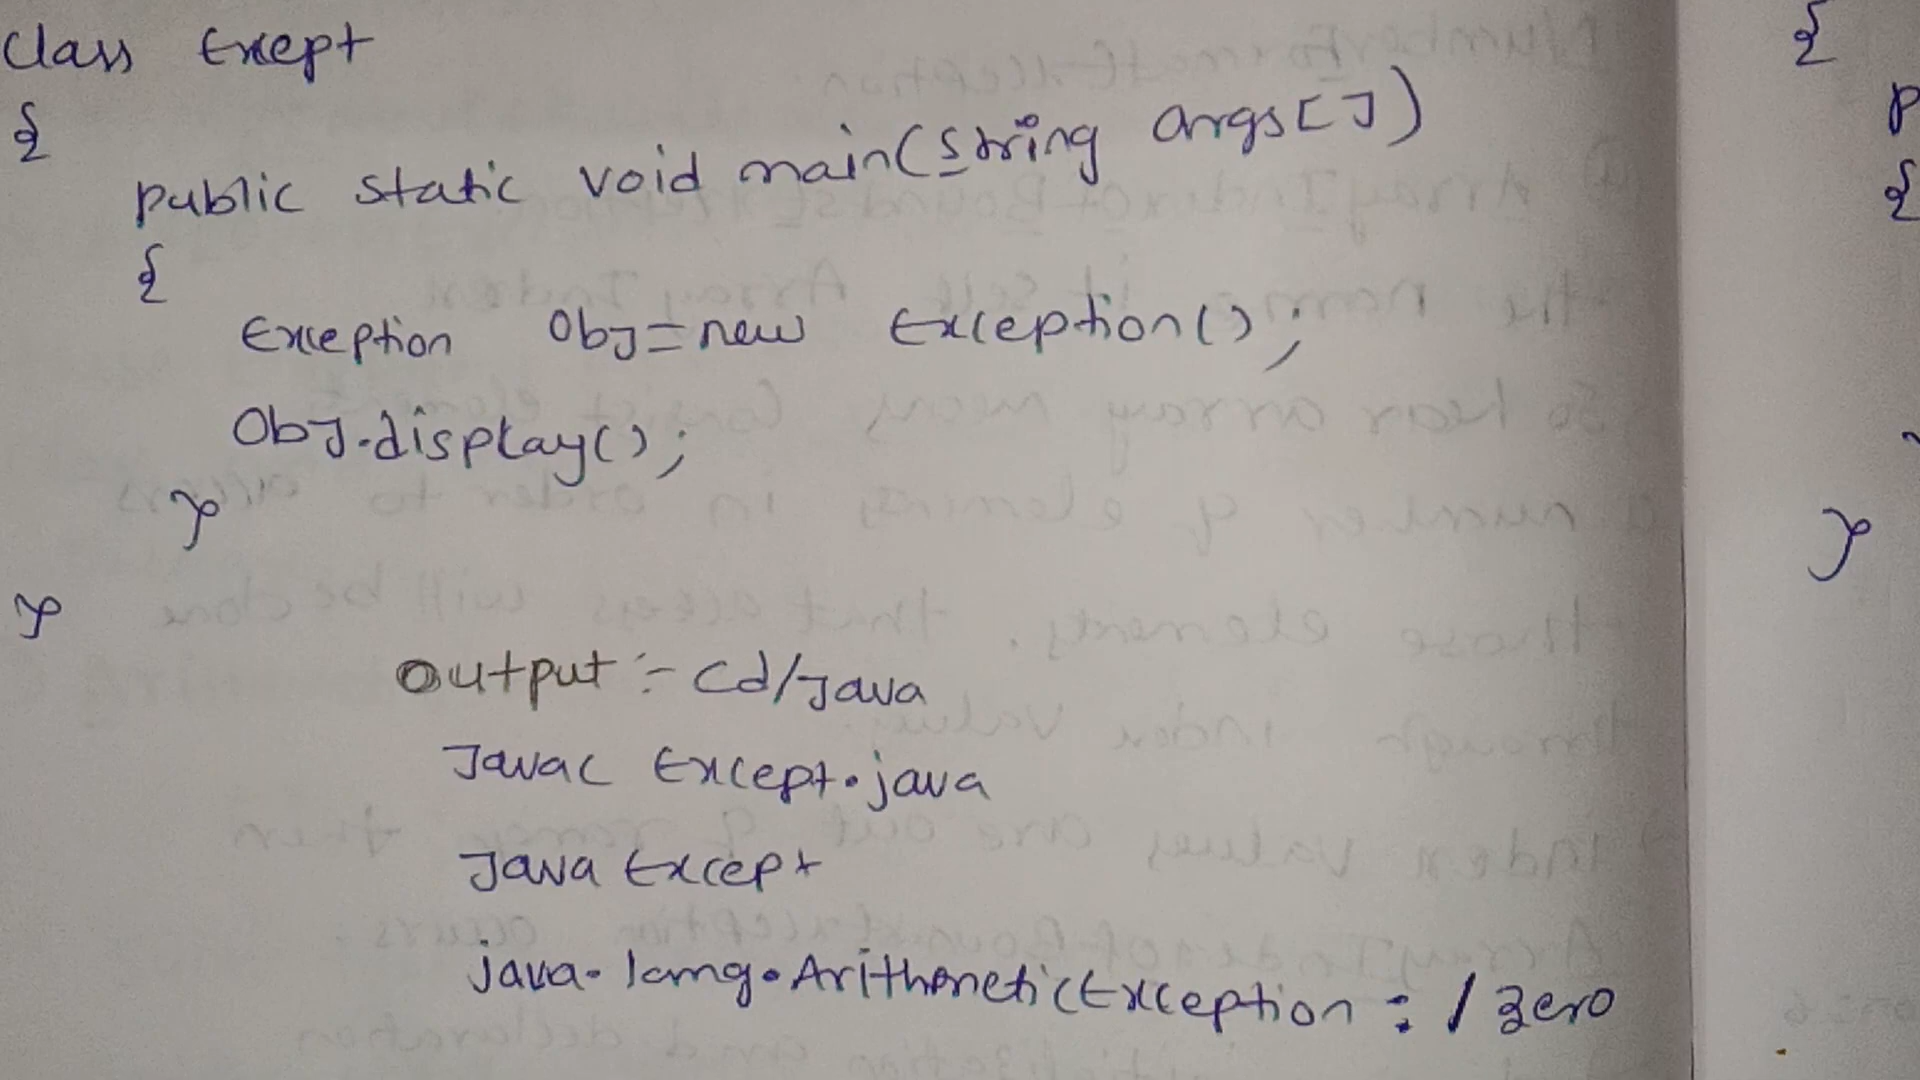 Class Except
{
public static void main(String args[])
{
Exception Obj=new Exception();
Obj.display();
}
}
output :- cd/java
Javac Except.java
Java Except
java.lang.ArithmeticException : / zero
{
p
{
}